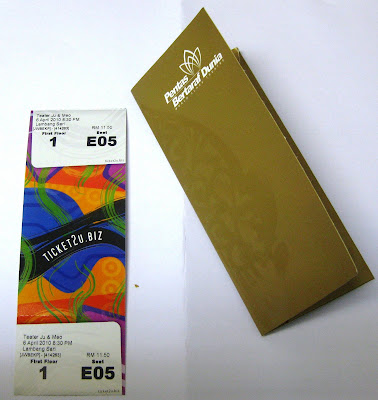 Teater Ju & Mao
6 April 2010 8:30 PM
Lambang Sari
RM 11.50
First Floor Seat
1 E05
TICKET2U.BIZ
Teater Ju & Mao
6 April 2010 8:30 PM
Lambang Sari
RM 11.50
First Floor Seat
1 E05
Pentas
Bertaraf Dunia